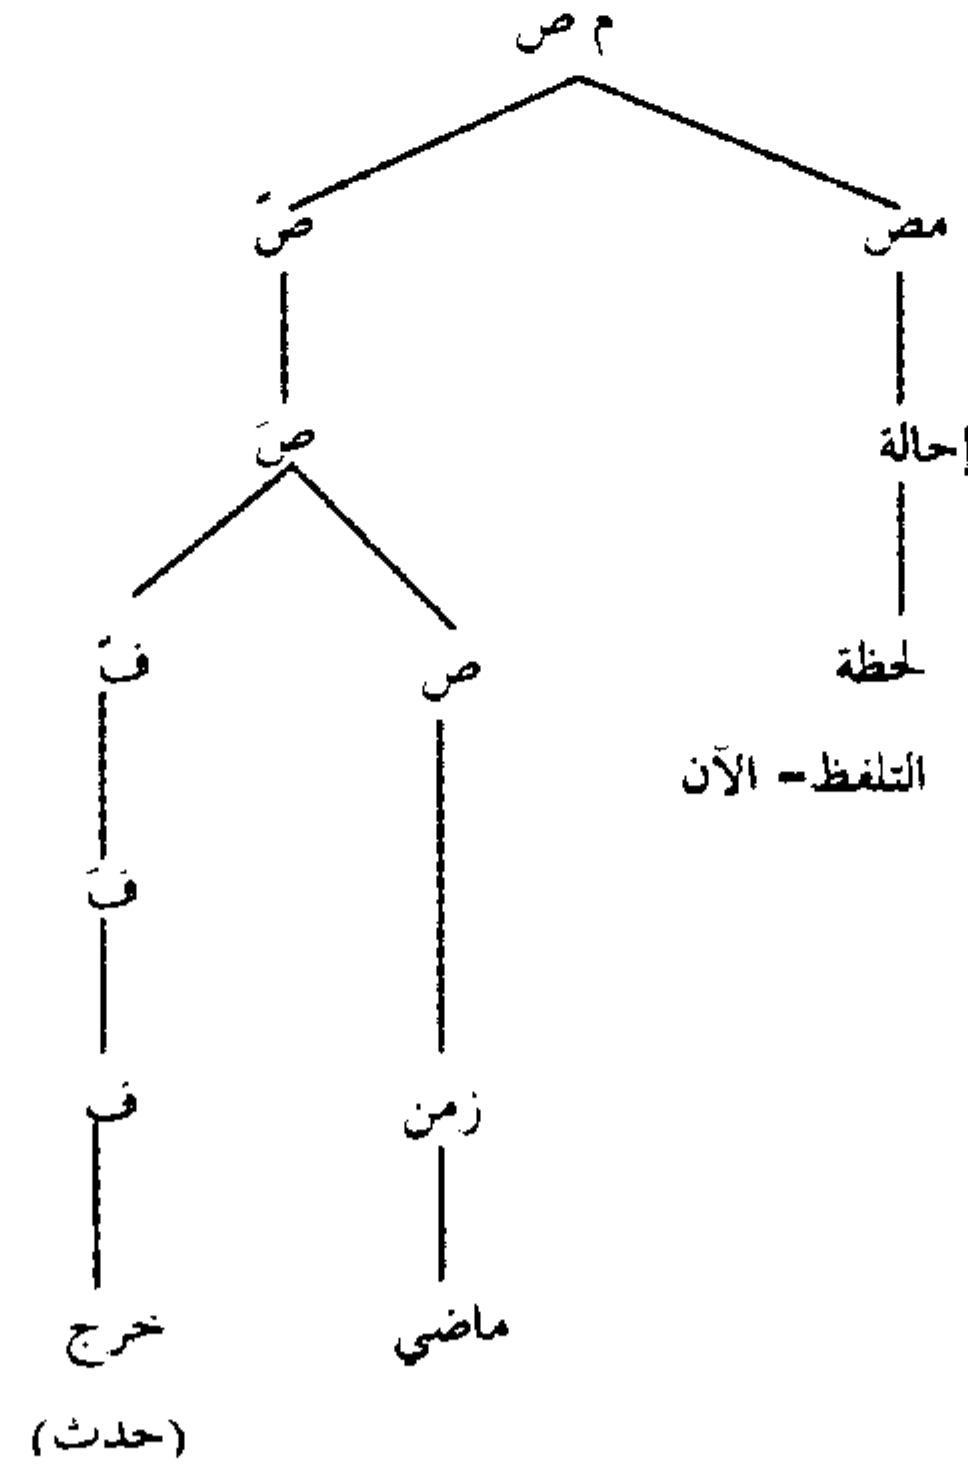 م ص
مص صً
إحالة صَ
لحظة ص فً
التلفظ - الآن
فَ
زمن ف
ماضي خرج
(حدث)